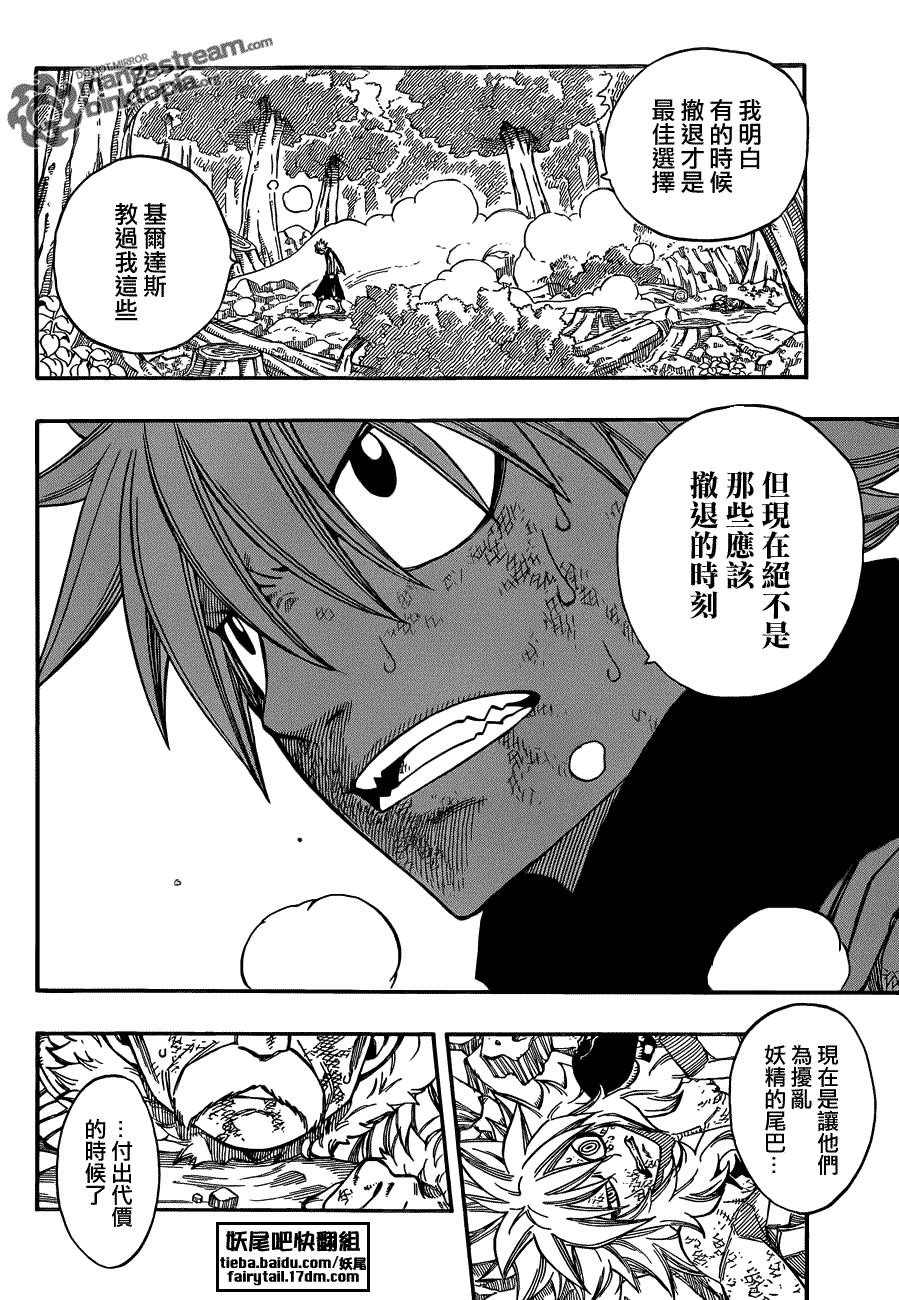 DO NOT MIRROR
mangastream.com
binktopia.org
我明白
有的時候
撤退才是
最佳選擇
基爾達斯
教過我這些
但現在絕不是
那些應該
撤退的時刻
現在是讓他們
為擾亂
妖精的尾巴…
…付出代價
的時候了
妖尾吧快翻組
tieba.baidu.com/妖尾
fairytail.17dm.com